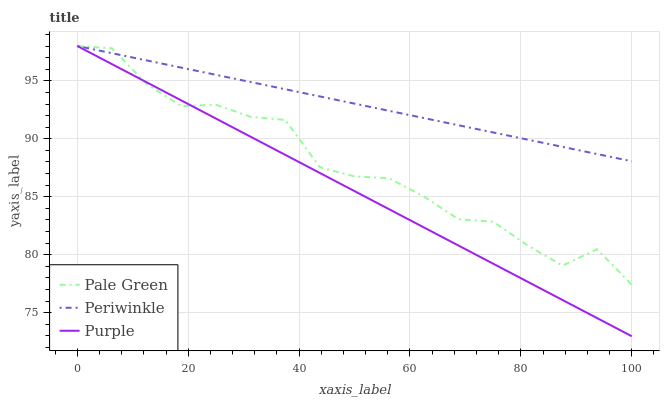 title
yaxis_label
95
90
85
80
75
Pale Green
Periwinkle
Purple
0 20 40 60 80 100
xaxis_label